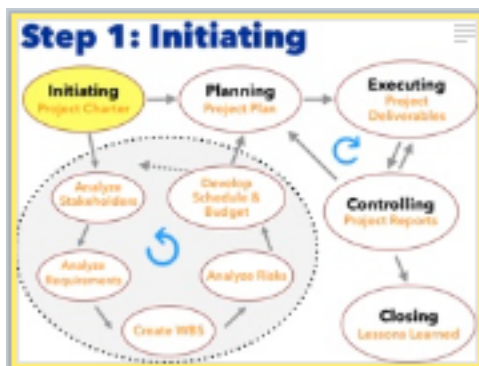 Step 1: Initiating
Initiating
Project Charter
Planning
Project Plan
Executing
Project
Deliverables
Analyze
Stakeholders
Develop
Schedule &
Budget
Controlling
Project Reports
Analyze
Requirements
Analyze Risks
Create WBS
Closing
Lessons Learned